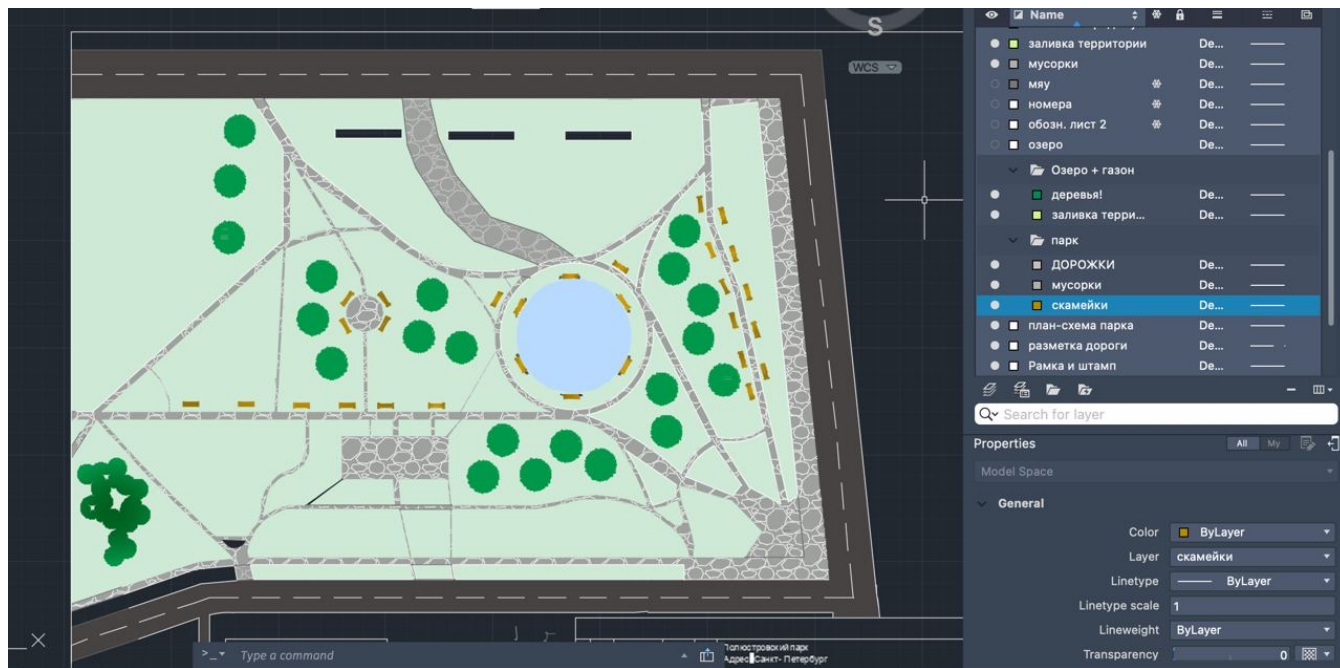 S
WCS
Name
заливка территории De...
мусорки De...
мяу De...
номера De...
обозн. лист 2 De...
озеро De...
Озеро + газон
деревья! De...
заливка терри... De...
парк
ДОРОЖКИ De...
мусорки De...
скамейки De...
план-схема парка De...
разметка дороги De...
Рамка и штамп De...
Search for layer
Properties All My
Model Space
General
Color ByLayer
Layer скамейки
Linetype ByLayer
Linetype scale 1
Lineweight ByLayer
Transparency 0
X
>_ Type a command
Полюстровский парк
Адрес Санкт- Петербург